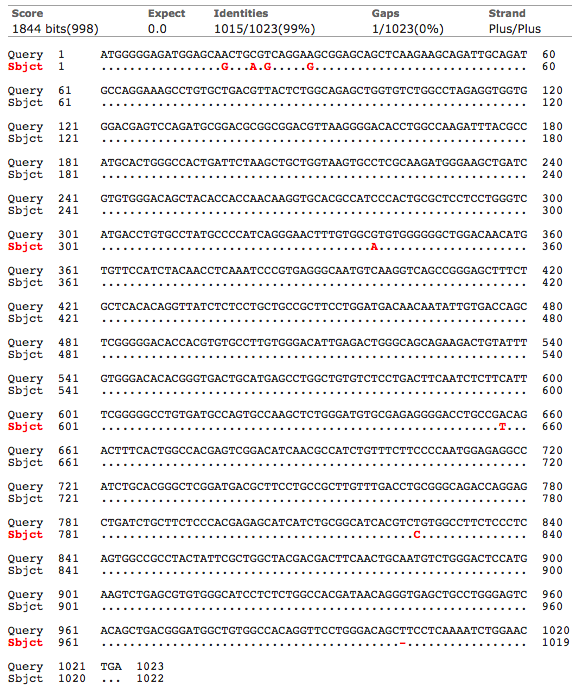 Score Expect Identities Gaps Strand
1844 bits(998) 0.0 1015/1023(99%) 1/1023(0%) Plus/Plus
Query 1 ATGGGGGAGATGGAGCAACTGCGTCAGGAAGCGGAGCAGCTCAAGAAGCAGATTGCAGAT 60
Sbjct 1 .................G...A.G.....G.............................. 60
Query 61 GCCAGGAAAGCCTGTGCTGACGTTACTCTGGCAGAGCTGGTGTCTGGCCTAGAGGTGGTG 120
Sbjct 61 ............................................................ 120
Query 121 GGACGAGTCCAGATGCGGACGCGGCGGACGTTAAGGGGACACCTGGCCAAGATTTACGCC 180
Sbjct 121 ............................................................ 180
Query 181 ATGCACTGGGCCACTGATTCTAAGCTGCTGGTAAGTGCCTCGCAAGATGGGAAGCTGATC 240
Sbjct 181 ............................................................ 240
Query 241 GTGTGGGACAGCTACACCACCAACAAGGTGCACGCCATCCCACTGCGCTCCTCCTGGGTC 300
Sbjct 241 ............................................................ 300
Query 301 ATGACCTGTGCCTATGCCCCATCAGGGAACTTTGTGGCGTGTGGGGGGCTGGACAACATG 360
Sbjct 301 ......................................A..................... 360
Query 361 TGTTCCATCTACAACCTCAAATCCCGTGAGGGCAATGTCAAGGTCAGCCGGGAGCTTTCT 420
Sbjct 361 ............................................................ 420
Query 421 GCTCACACAGGTTATCTCTCCTGCTGCCGCTTCCTGGATGACAACAATATTGTGACCAGC 480
Sbjct 421 ............................................................ 480
Query 481 TCGGGGGACACCACGTGTGCCTTGTGGGACATTGAGACTGGGCAGCAGAAGACTGTATTT 540
Sbjct 481 ............................................................ 540
Query 541 GTGGGACACACGGGTGACTGCATGAGCCTGGCTGTGTCTCCTGACTTCAATCTCTTCATT 600
Sbjct 541 ............................................................ 600
Query 601 TCGGGGGCCTGTGATGCCAGTGCCAAGCTCTGGGATGTGCGAGAGGGGACCTGCCGACAG 660
Sbjct 601 ........................................................T... 660
Query 661 ACTTTCACTGGCCACGAGTCGGACATCAACGCCATCTGTTTCTTCCCCAATGGAGAGGCC 720
Sbjct 661 ............................................................ 720
Query 721 ATCTGCACGGGCTCGGATGACGCTTCCTGCCGCTTGTTTGACCTGCGGGCAGACCAGGAG 780
Sbjct 721 ............................................................ 780
Query 781 CTGATCTGCTTCTCCCACGAGAGCATCATCTGCGGCATCACGTCTGTGGCCTTCTCCCTC 840
Sbjct 781 ............................................C............... 840
Query 841 AGTGGCCGCCTACTATTCGCTGGCTACGACGACTTCAACTGCAATGTCTGGGACTCCATG 900
Sbjct 841 ............................................................ 900
Query 901 AAGTCTGAGCGTGTGGGCATCCTCTCTGGCCACGATAACAGGGTGAGCTGCCTGGGAGTC 960
Sbjct 901 ............................................................ 960
Query 961 ACAGCTGACGGGATGGCTGTGGCCACAGGTTCCTGGGACAGCTTCCTCAAAATCTGGAAC 1020
Sbjct 961 ..........................................-................. 1019
Query 1021 TGA 1023
Sbjct 1020 ... 1022